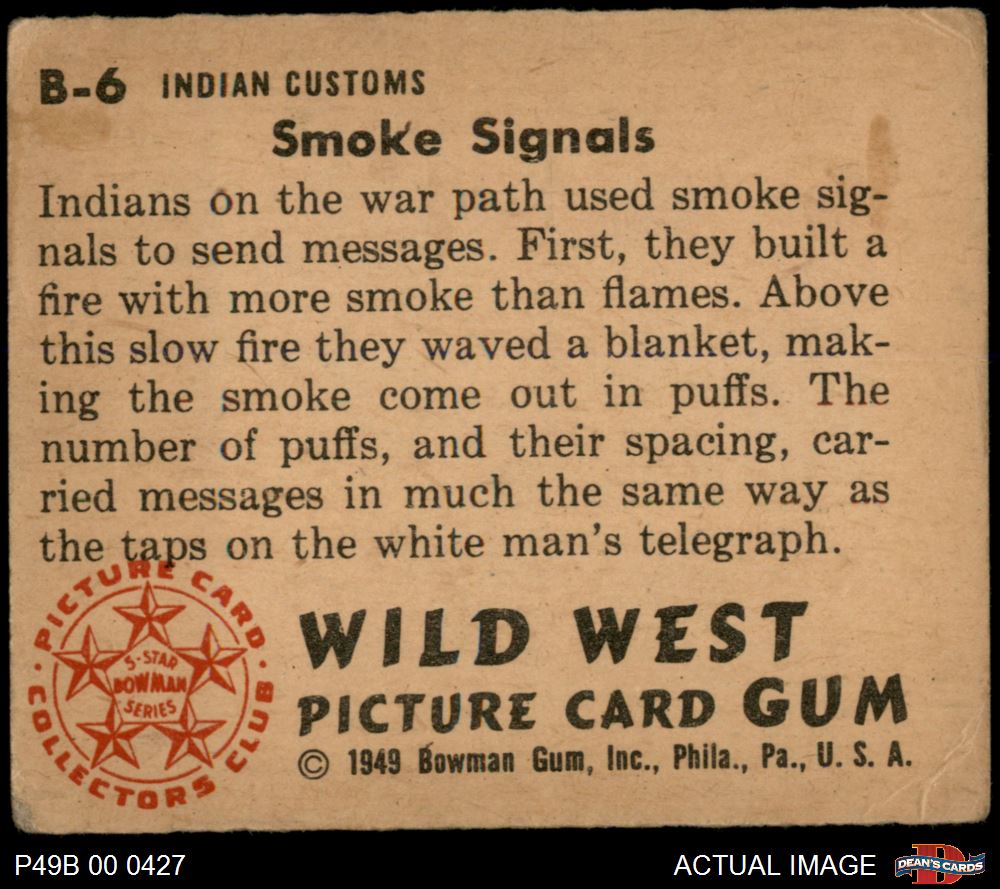 B-6 INDIAN CUSTOMS
Smoke Signals
Indians on the war path used smoke sig-
nals to send messages. First, they built a
fire with more smoke than flames. Above
this slow fire they waved a blanket, mak-
ing the smoke come out in puffs. The
number of puffs, and their spacing, car-
ried messages in much the same way as
the taps on the white man's telegraph.
PICTURE CARD
COLLECTORS CLUB
5-STAR
BOWMAN
SERIES
WILD WEST
PICTURE CARD GUM
© 1949 Bowman Gum, Inc., Phila., Pa., U. S. A.
P49B 00 0427
ACTUAL IMAGE
D
DEAN'S CARDS